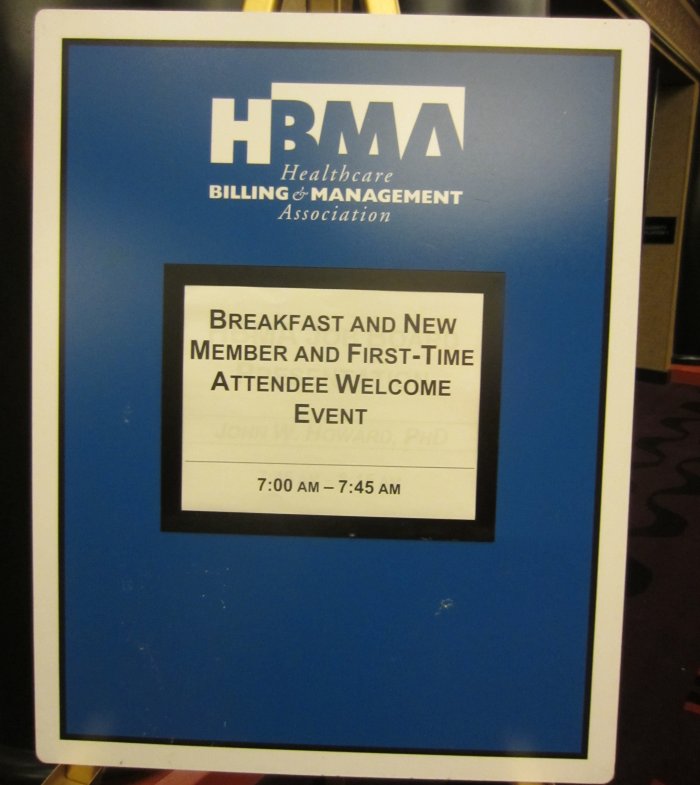 HBMA
Healthcare
BILLING & MANAGEMENT
Association
BREAKFAST AND NEW
MEMBER AND FIRST-TIME
ATTENDEE WELCOME
EVENT
JOHN W. HOWARD, PHD
7:00 AM – 7:45 AM